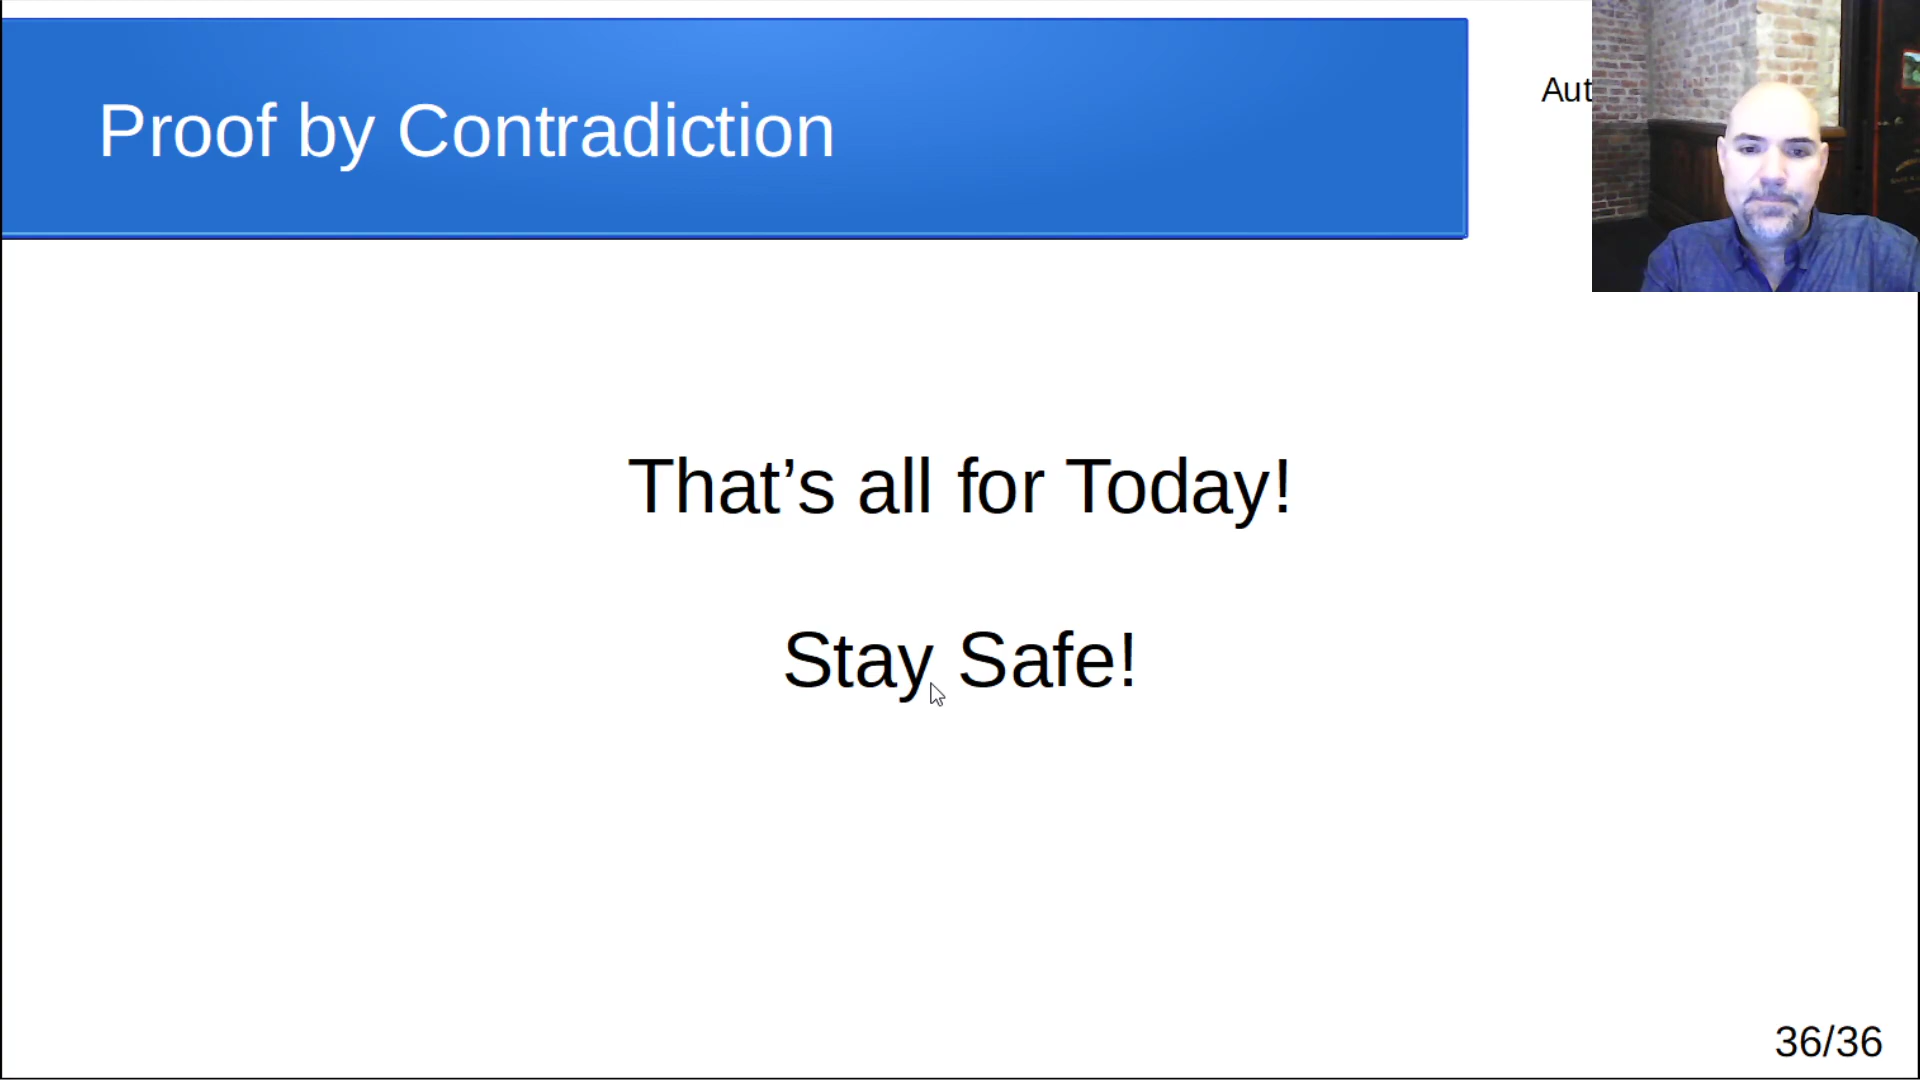 Proof by Contradiction
Aut
That’s all for Today!
Stay Safe!
36/36